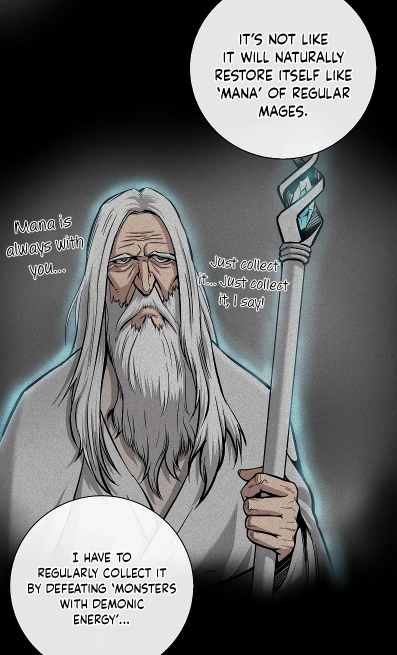 IT'S NOT LIKE
IT WILL NATURALLY
RESTORE ITSELF LIKE
'MANA' OF REGULAR
MAGES.
Mana is
always with
you...
Just collect
it... Just collect
it, I say!
I HAVE TO
REGULARLY COLLECT IT
BY DEFEATING 'MONSTERS
WITH DEMONIC
ENERGY'...